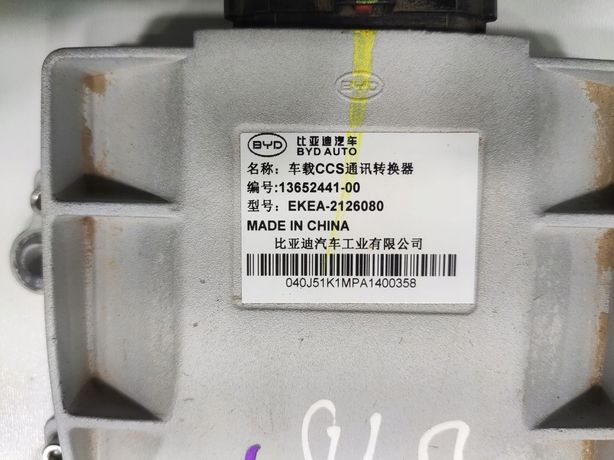 BYD
BYD
比亚迪汽车
BYD AUTO
名称：车载CCS通讯转换器
编号:13652441-00
型号：EKEA-2126080
MADE IN CHINA
比亚迪汽车工业有限公司
040J51K1MPA1400358